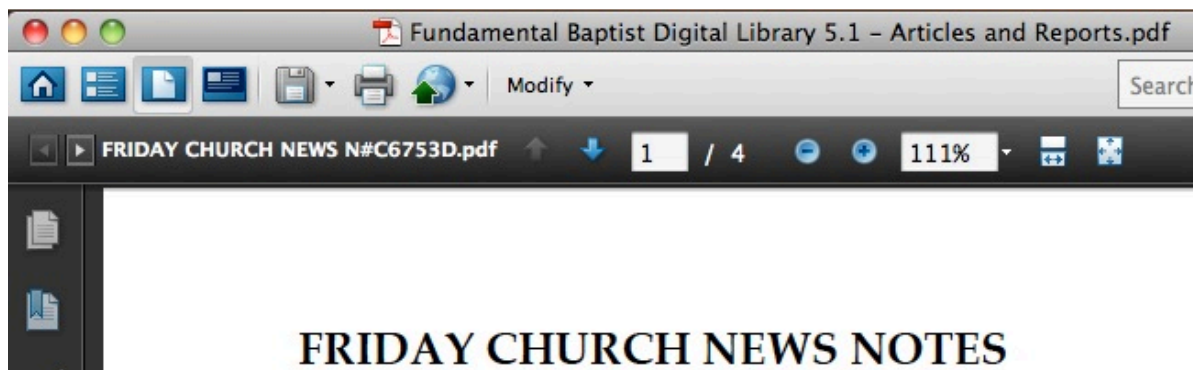 Fundamental Baptist Digital Library 5.1 – Articles and Reports.pdf
Modify
Search
FRIDAY CHURCH NEWS N#C6753D.pdf 1 / 4 111%
FRIDAY CHURCH NEWS NOTES